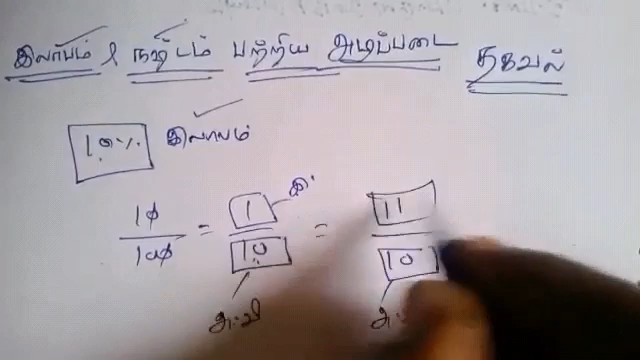 இலாபம் & நஷ்டம் பற்றிய அடிப்படை தகவல்
10% இலாபம்
10/100 = 1/10 = 11/10
இ.
அ.வி அ.